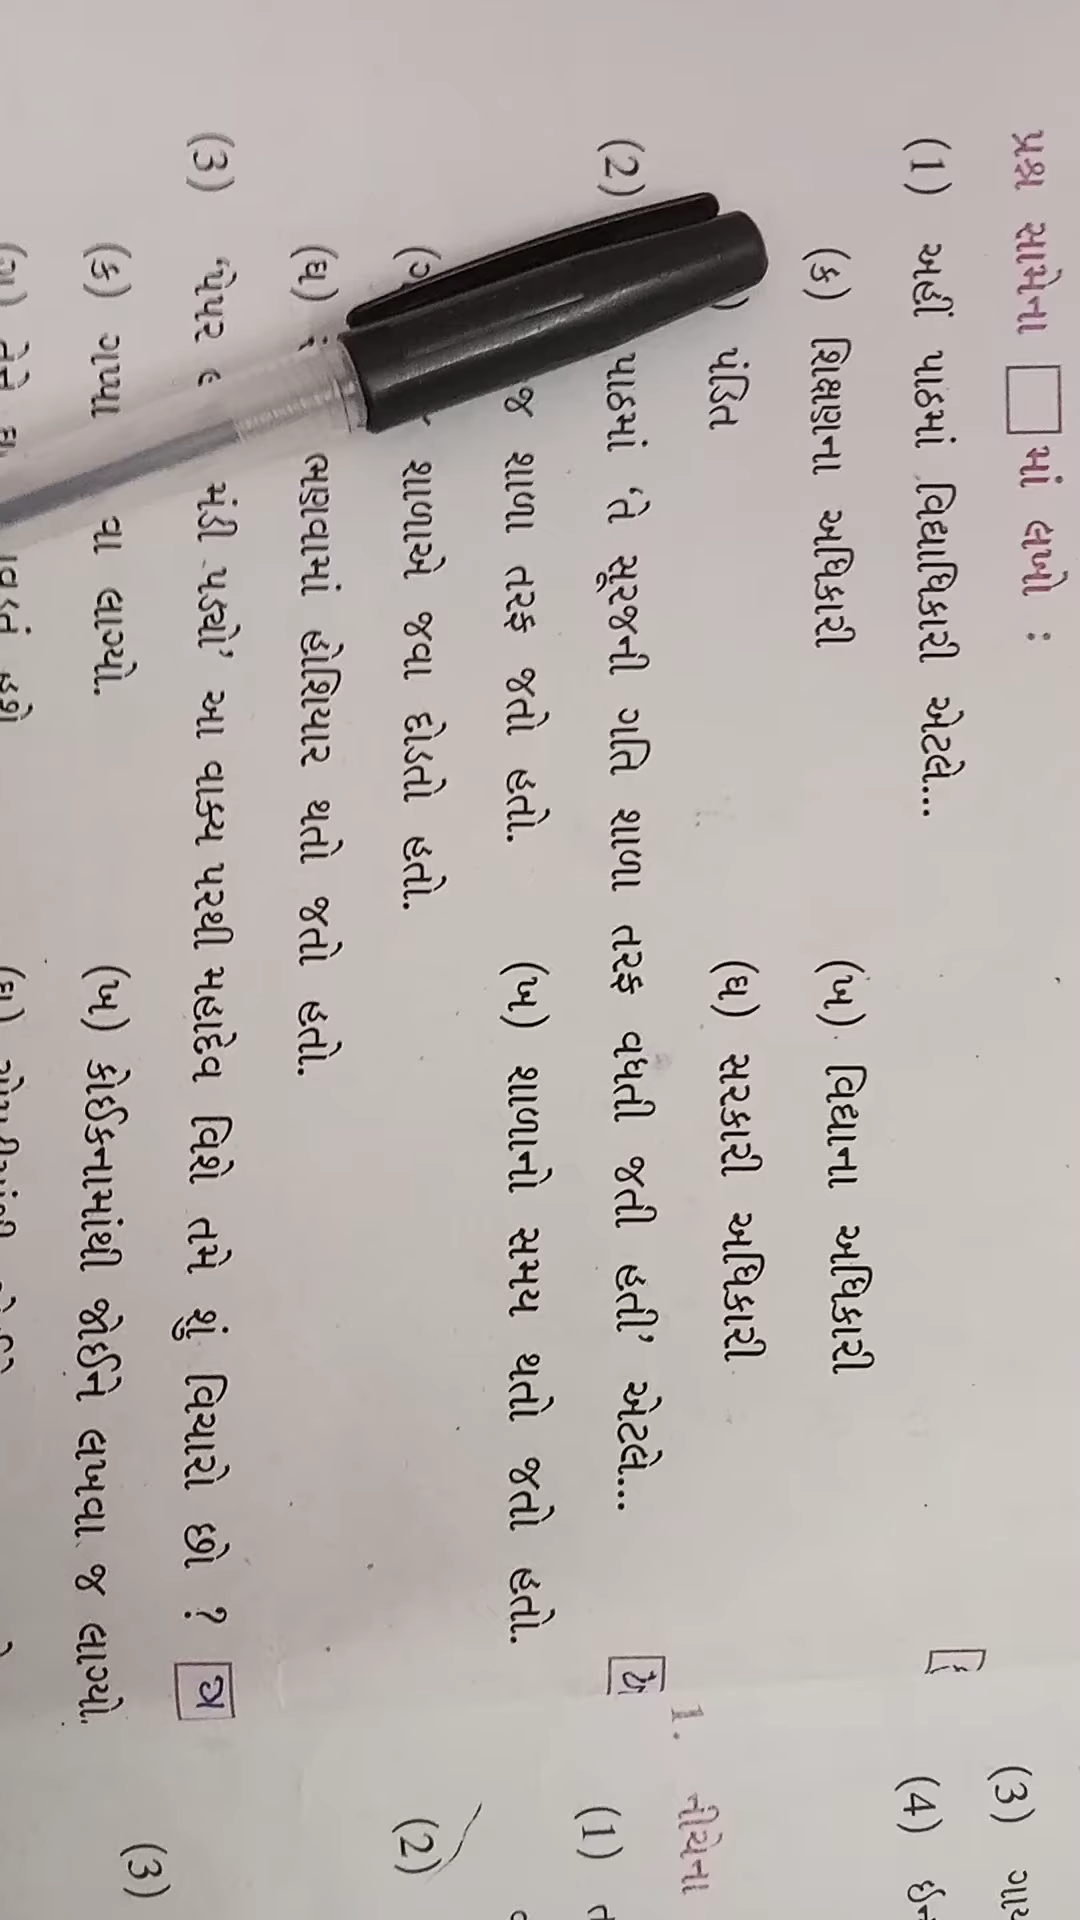 પ્રશ્ન સામેના માં લખો :
(1) અહીં પાઠમાં વિદ્યાધિકારી એટલે...
(ક) શિક્ષણના અધિકારી (ખ) વિદ્યાના અધિકારી
પંડિત (ઘ) સરકારી અધિકારી
(2) પાઠમાં ‘તે સૂરજની ગતિ શાળા તરફ વધતી જતી હતી’ એટલે...
જ શાળા તરફ જતો હતો. (ખ) શાળાનો સમય થતો જતો હતો.
શાળાએ જવા દોડતો હતો.
(ઘ) ભણવામાં હોશિયાર થતો જતો હતો.
(3) ‘પેપર મંડી પડ્યો’ આ વાક્ય પરથી મહાદેવ વિશે તમે શું વિચારો છો ? ગ
(ક) ગપ્પા વા લાગ્યો. (ખ) કોઈકનામાંથી જોઈને લખવા જ લાગ્યો.
(3)
(4)
1. નીચેના
(1)
(2)
(3)